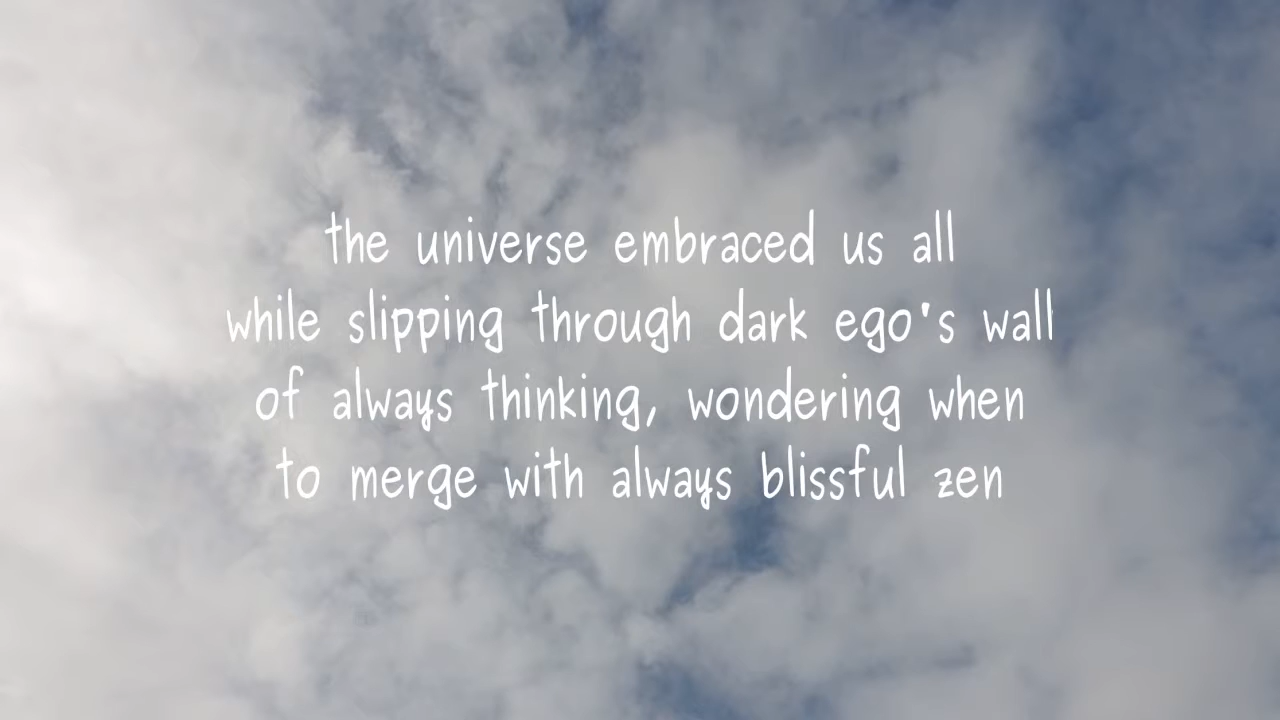 the universe embraced us all
while slipping through dark ego's wall
of always thinking, wondering when
to merge with always blissful zen